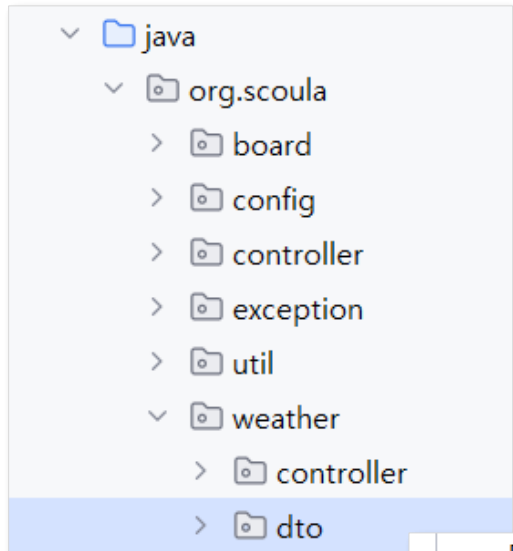 java
org.scoula
board
config
controller
exception
util
weather
controller
dto